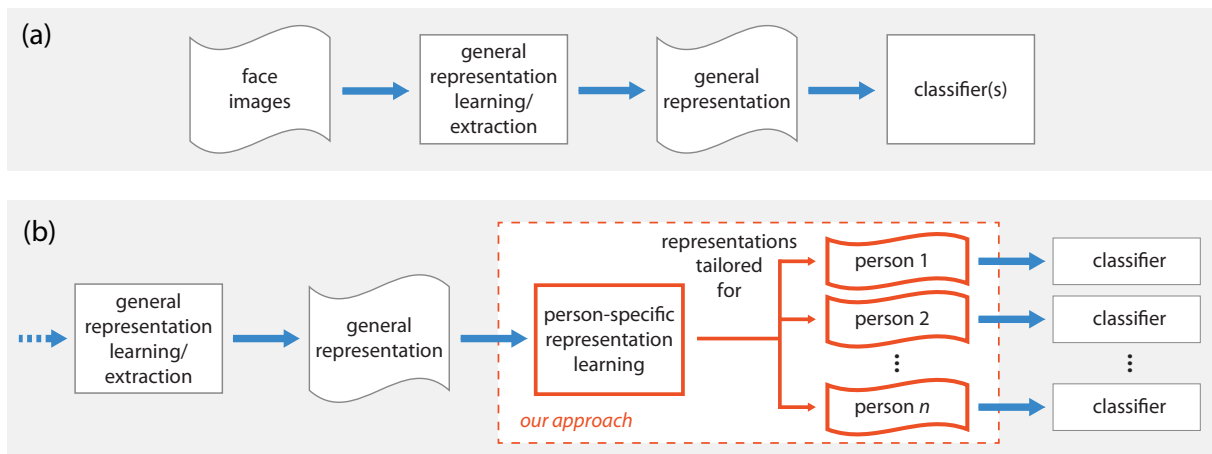 (a)
face
images
general
representation
learning/
extraction
general
representation
classifier(s)
(b)
general
representation
learning/
extraction
general
representation
person-specific
representation
learning
our approach
representations
tailored
for
person 1
person 2
⋮
person n
classifier
classifier
⋮
classifier